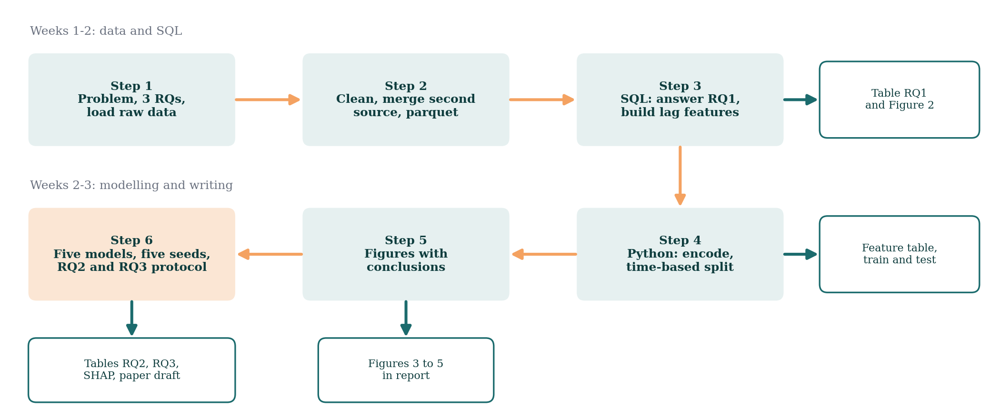 Weeks 1-2: data and SQL
Step 1
Problem, 3 RQs,
load raw data
Step 2
Clean, merge second
source, parquet
Step 3
SQL: answer RQ1,
build lag features
Table RQ1
and Figure 2
Weeks 2-3: modelling and writing
Step 6
Five models, five seeds,
RQ2 and RQ3 protocol
Step 5
Figures with
conclusions
Step 4
Python: encode,
time-based split
Feature table,
train and test
Tables RQ2, RQ3,
SHAP, paper draft
Figures 3 to 5
in report